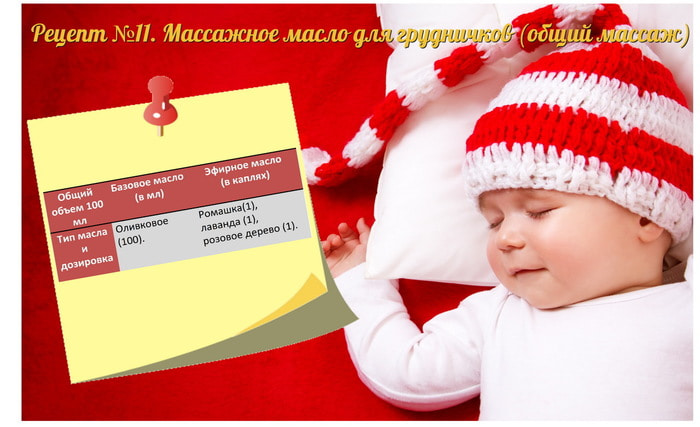 Рецепт №11. Массажное масло для грудничков (общий массаж)
Общий
объем 100
мл
Базовое масло
(в мл)
Эфирное масло
(в каплях)
Тип масла
и
дозировка
Оливковое
(100).
Ромашка(1),
лаванда (1),
розовое дерево (1).